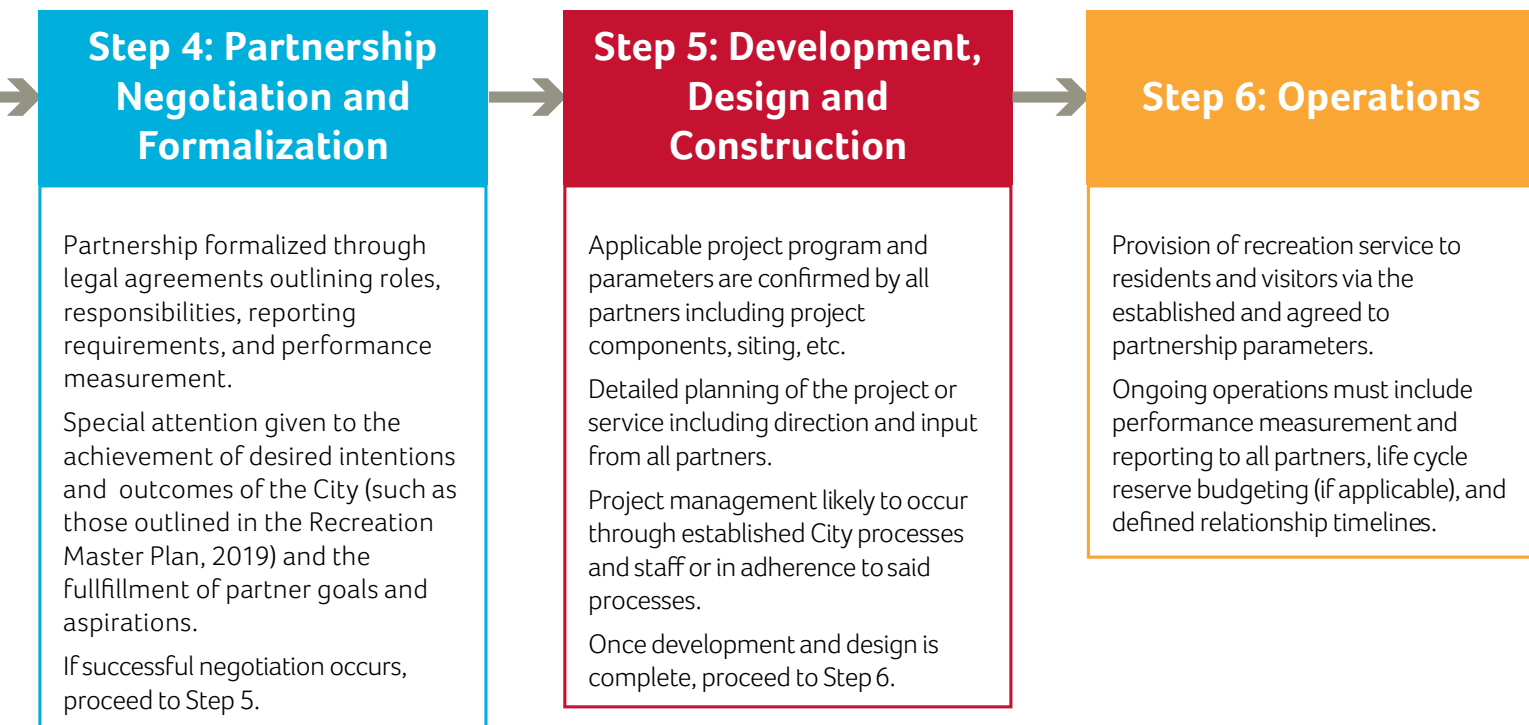 Step 4: Partnership
Negotiation and
Formalization
Partnership formalized through
legal agreements outlining roles,
responsibilities, reporting
requirements, and performance
measurement.
Special attention given to the
achievement of desired intentions
and outcomes of the City (such as
those outlined in the Recreation
Master Plan, 2019) and the
fullfillment of partner goals and
aspirations.
If successful negotiation occurs,
proceed to Step 5.
Step 5: Development,
Design and
Construction
Applicable project program and
parameters are confirmed by all
partners including project
components, siting, etc.
Detailed planning of the project or
service including direction and input
from all partners.
Project management likely to occur
through established City processes
and staff or in adherence to said
processes.
Once development and design is
complete, proceed to Step 6.
Step 6: Operations
Provision of recreation service to
residents and visitors via the
established and agreed to
partnership parameters.
Ongoing operations must include
performance measurement and
reporting to all partners, life cycle
reserve budgeting (if applicable), and
defined relationship timelines.